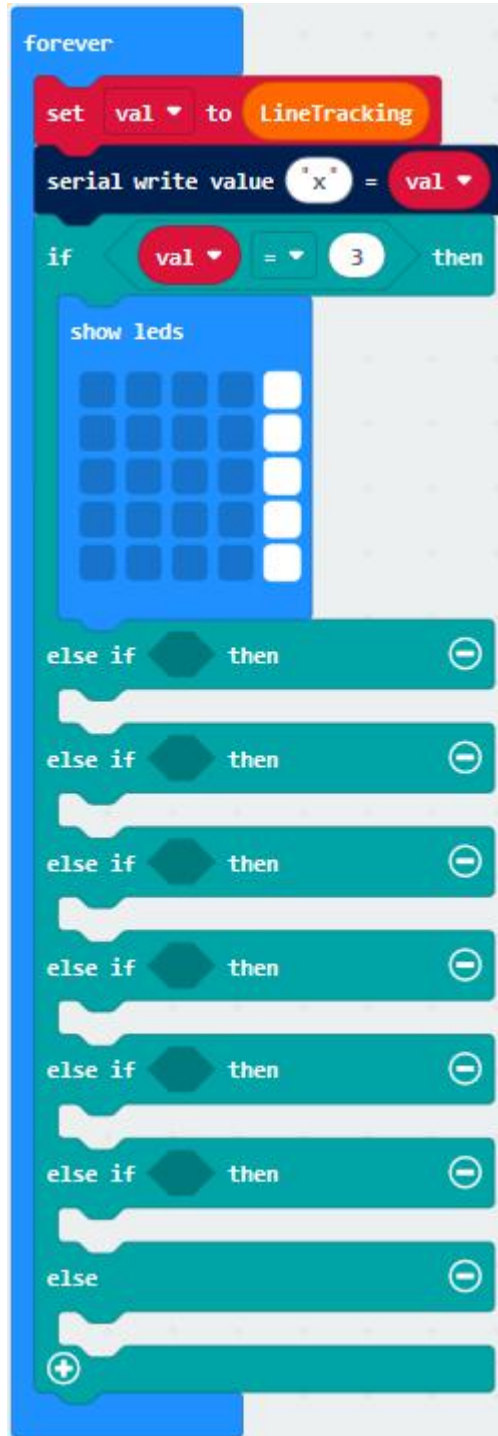 forever
set val to LineTracking
serial write value "x" = val
if val = 3 then
show leds
else if then
else if then
else if then
else if then
else if then
else if then
else